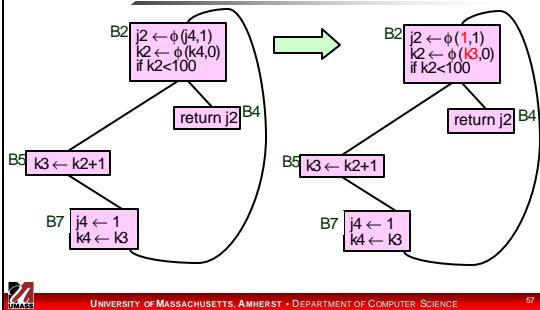 B2
j2 ← ϕ(j4,1)
k2 ← ϕ(k4,0)
if k2<100
return j2
B4
B5
k3 ← k2+1
B7
j4 ← 1
k4 ← k3
B2
j2 ← ϕ(1,1)
k2 ← ϕ(k3,0)
if k2<100
return j2
B4
B5
k3 ← k2+1
B7
j4 ← 1
k4 ← k3
UMASS
UNIVERSITY OF MASSACHUSETTS, AMHERST • DEPARTMENT OF COMPUTER SCIENCE
57